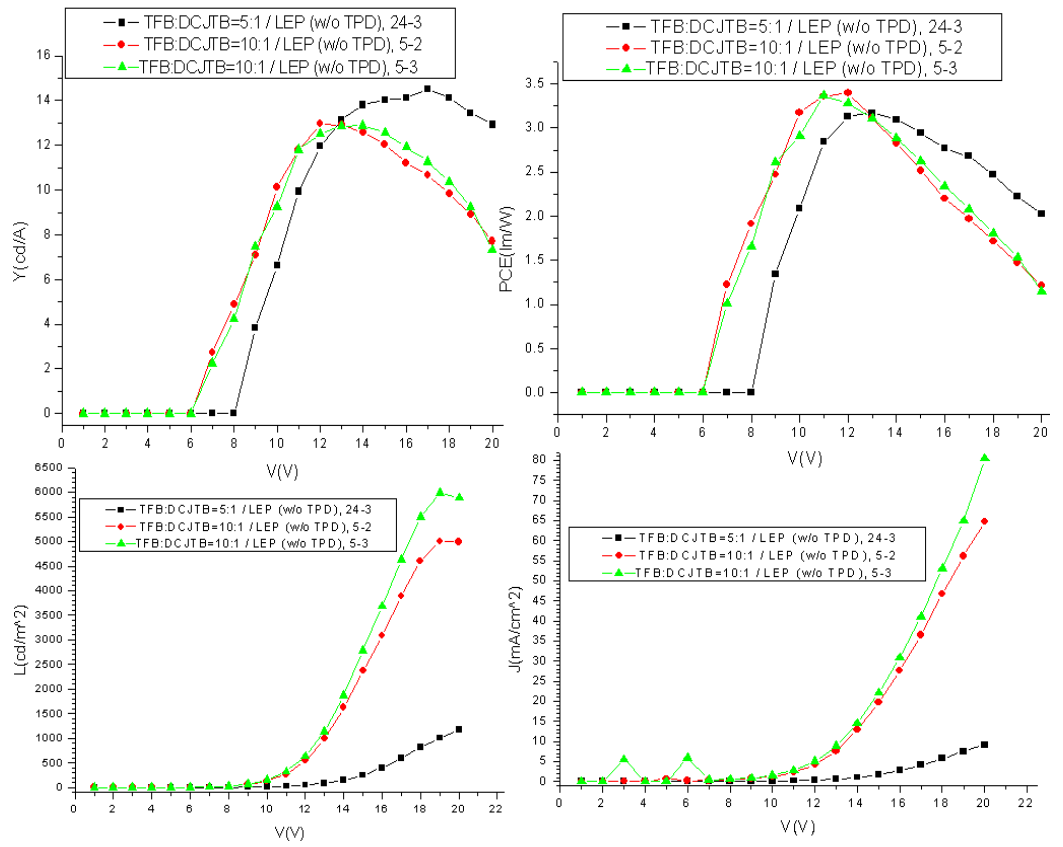 TFB:DCJTB=5:1 / LEP (w/o TPD), 24-3
TFB:DCJTB=10:1 / LEP (w/o TPD), 5-2
TFB:DCJTB=10:1 / LEP (w/o TPD), 5-3
16
14
12
10
8
6
4
2
0
Y(cd/A)
0 2 4 6 8 10 12 14 16 18 20
V(V)
TFB:DCJTB=5:1 / LEP (w/o TPD), 24-3
TFB:DCJTB=10:1 / LEP (w/o TPD), 5-2
TFB:DCJTB=10:1 / LEP (w/o TPD), 5-3
3.5
3.0
2.5
2.0
1.5
1.0
0.5
0.0
PCE(lm/W)
0 2 4 6 8 10 12 14 16 18 20
V(V)
6500
6000
5500
5000
4500
4000
3500
3000
2500
2000
1500
1000
500
0
L(cd/m^2)
TFB:DCJTB=5:1 / LEP (w/o TPD), 24-3
TFB:DCJTB=10:1 / LEP (w/o TPD), 5-2
TFB:DCJTB=10:1 / LEP (w/o TPD), 5-3
0 2 4 6 8 10 12 14 16 18 20 22
V(V)
80
75
70
65
60
55
50
45
40
35
30
25
20
15
10
5
0
J(mA/cm^2)
TFB:DCJTB=5:1 / LEP (w/o TPD), 24-3
TFB:DCJTB=10:1 / LEP (w/o TPD), 5-2
TFB:DCJTB=10:1 / LEP (w/o TPD), 5-3
0 2 4 6 8 10 12 14 16 18 20 22
V(V)